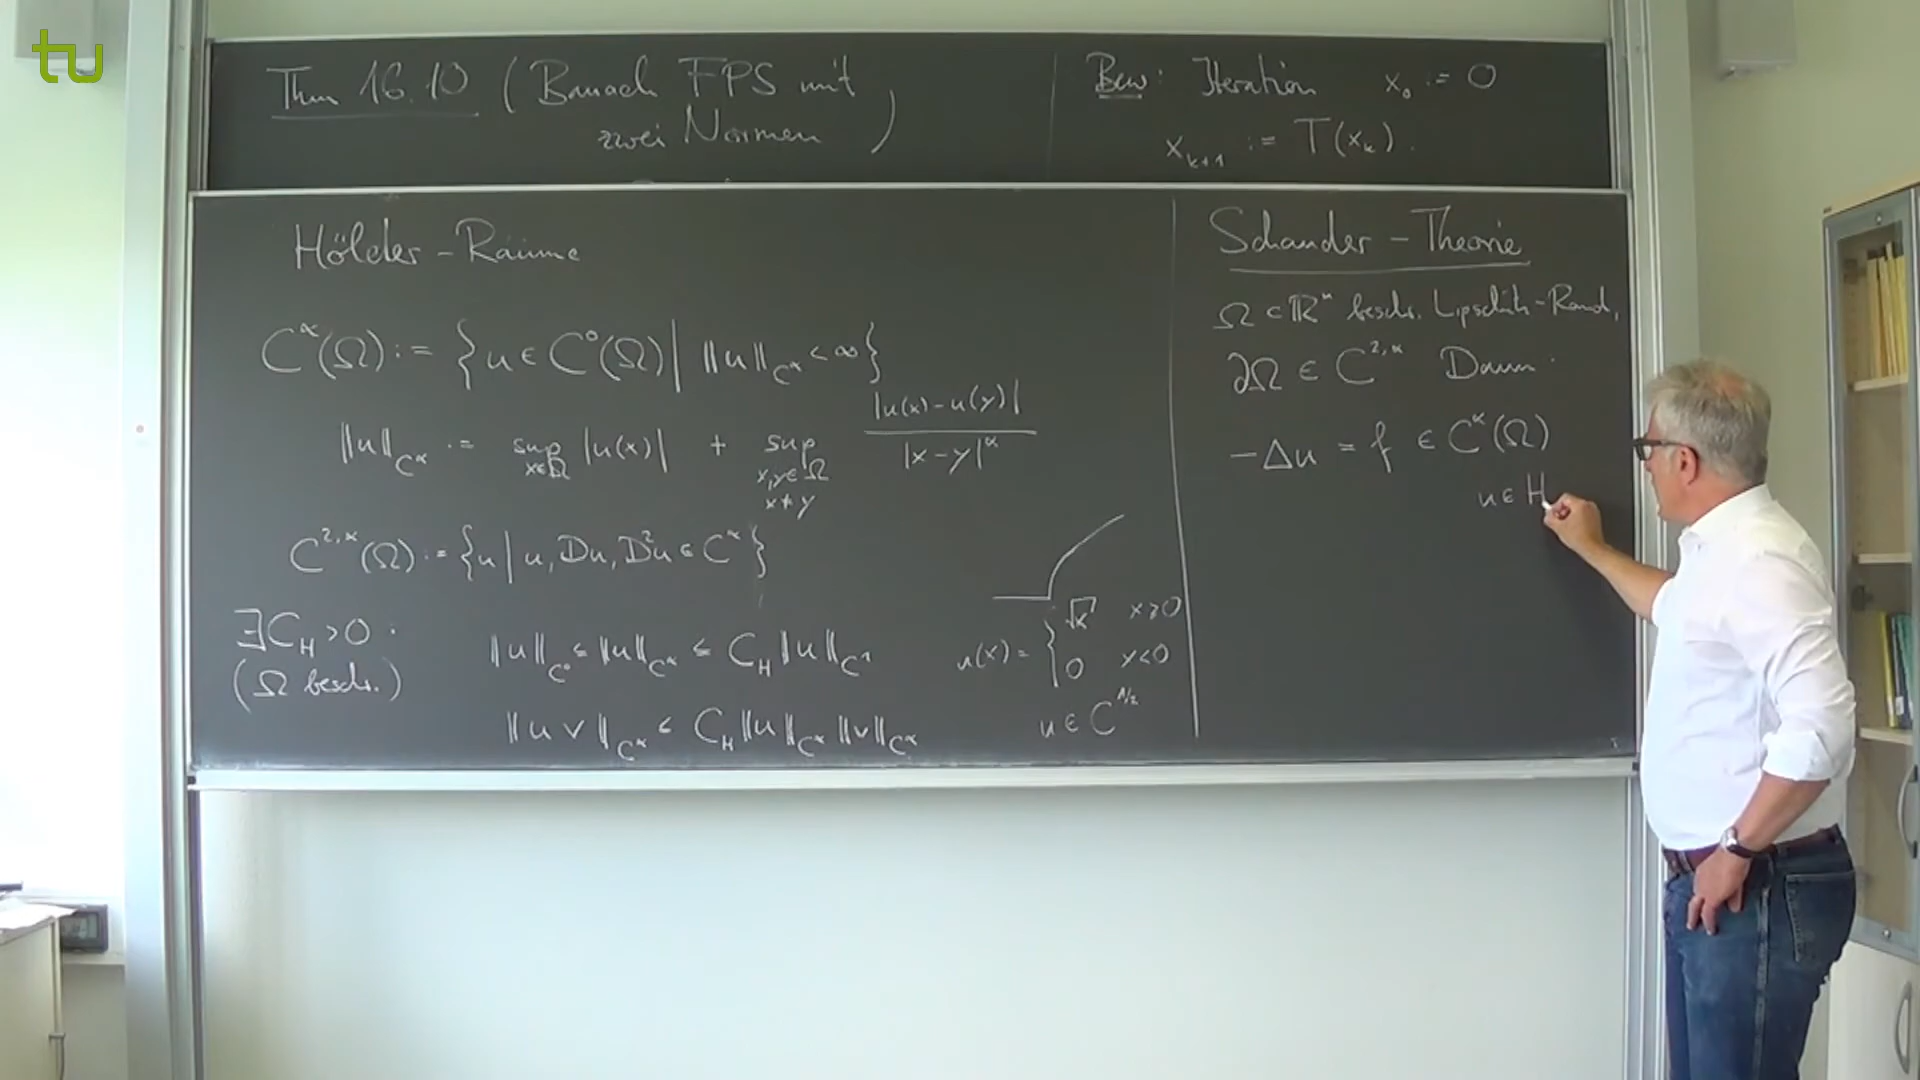 tu
Thm 16.10 (Banach FPS mit
zwei Normen)
Bew: Iteration x₀ := 0
x_{k+1} := T(x_k).
Hölder-Räume
C^α(Ω) := {u ∈ C⁰(Ω) | ‖u‖_{C^α} < ∞}
‖u‖_{C^α} := sup_{x∈Ω} |u(x)| + sup_{x,y∈Ω, x≠y} |u(x)-u(y)| / |x-y|^α
C^{2,α}(Ω) := {u | u, Du, D²u ∈ C^α}
∃ C_H > 0 :
(Ω beschr.)
‖u‖_{C⁰} ≤ ‖u‖_{C^α} ≤ C_H ‖u‖_{C¹}
‖u v‖_{C^α} ≤ C_H ‖u‖_{C^α} ‖v‖_{C^α}
u(x) = { √x x ≥ 0
0 x < 0
u ∈ C^{1/2}
Schauder-Theorie
Ω ⊂ ℝⁿ beschr. Lipschitz-Rand,
∂Ω ∈ C^{2,α} Dann:
-Δu = f ∈ C^α(Ω)
u ∈ H